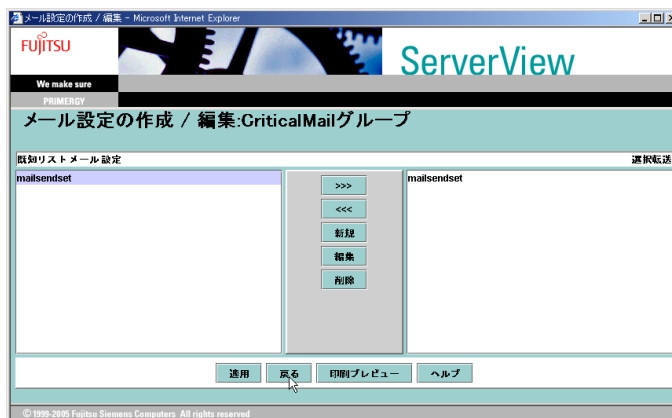 メール設定の作成 / 編集 - Microsoft Internet Explorer
FUJITSU
ServerView
We make sure
PRIMERGY
メール設定の作成 / 編集:CriticalMailグループ
既知リストメール設定
選択転送
mailsendset
>>>
mailsendset
<<<
新規
編集
削除
適用
戻る
印刷プレビュー
ヘルプ
© 1999-2005 Fujitsu Siemens Computers All rights reserved